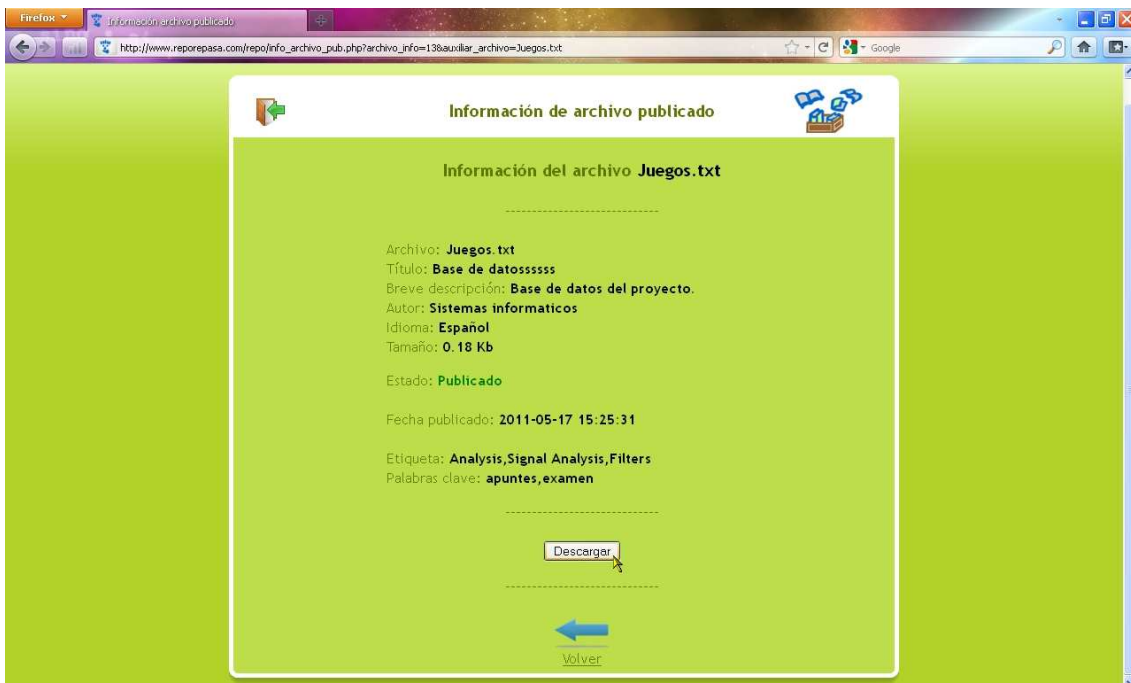 Firefox
Información archivo publicado
http://www.reporepasa.com/repo/info_archivo_pub.php?archivo_info=13&auxiliar_archivo=Juegos.txt
Google
Información de archivo publicado
Información del archivo Juegos.txt
----------------------------
Archivo: Juegos.txt
Título: Base de datossssss
Breve descripción: Base de datos del proyecto.
Autor: Sistemas informaticos
Idioma: Español
Tamaño: 0.18 Kb
Estado: Publicado
Fecha publicado: 2011-05-17 15:25:31
Etiqueta: Analysis,Signal Analysis,Filters
Palabras clave: apuntes,examen
----------------------------
Descargar
----------------------------
Volver